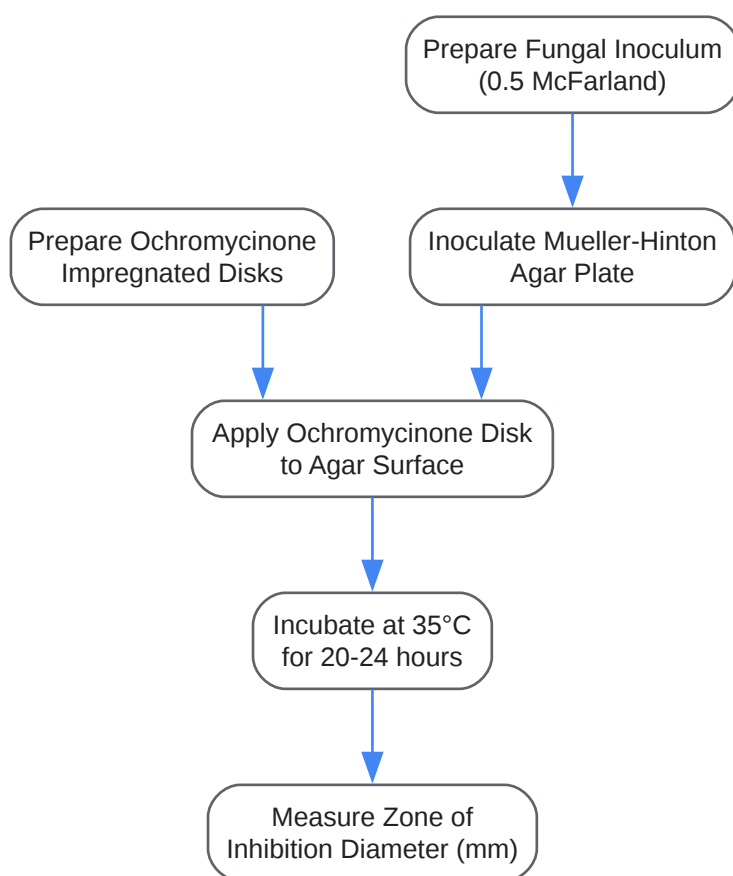 Prepare Fungal Inoculum
(0.5 McFarland)
Prepare Ochromycinone
Impregnated Disks
Inoculate Mueller-Hinton
Agar Plate
Apply Ochromycinone Disk
to Agar Surface
Incubate at 35°C
for 20-24 hours
Measure Zone of
Inhibition Diameter (mm)